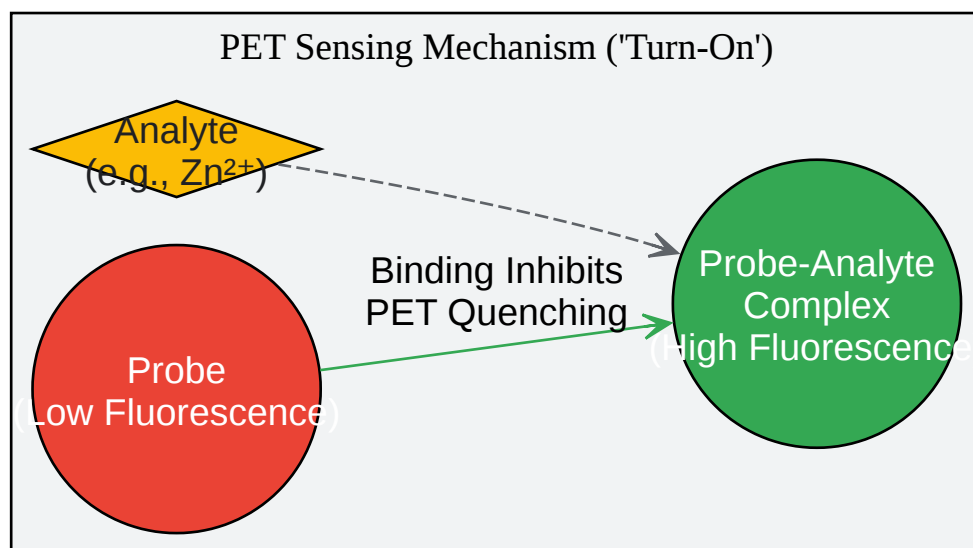 PET Sensing Mechanism ('Turn-On')
Analyte
(e.g., Zn²⁺)
Binding Inhibits
PET Quenching
Probe-Analyte
Complex
(High Fluorescence
Probe
(Low Fluorescence)